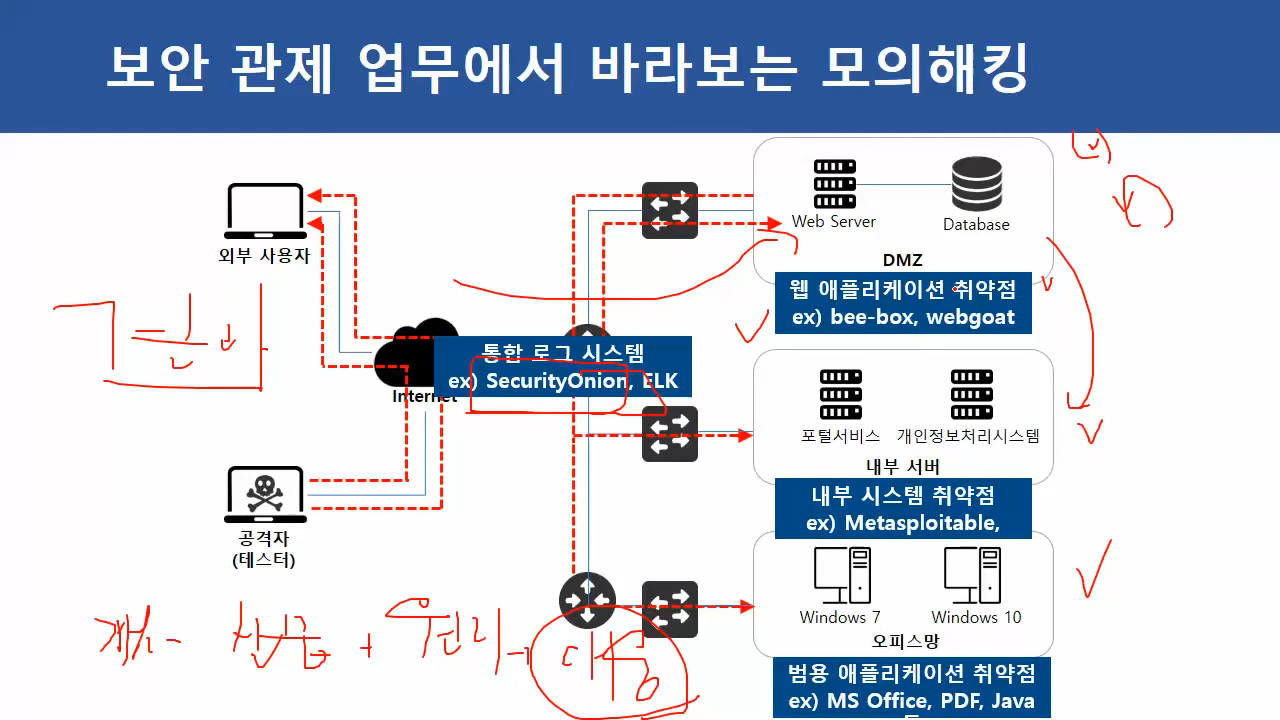 보안 관제 업무에서 바라보는 모의해킹
Web Server
Database
DMZ
외부 사용자
웹 애플리케이션 취약점
ex) bee-box, webgoat
통합 로그 시스템
ex) SecurityOnion, ELK
Internet
포털서비스
개인정보처리시스템
내부 서버
내부 시스템 취약점
ex) Metasploitable,
공격자
(테스터)
Windows 7
Windows 10
오피스망
범용 애플리케이션 취약점
ex) MS Office, PDF, Java